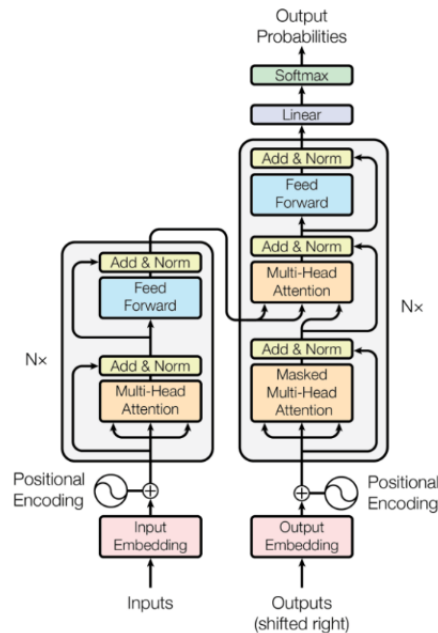 Output
Probabilities
Softmax
Linear
Add & Norm
Feed
Forward
Add & Norm
Multi-Head
Attention
Add & Norm
Masked
Multi-Head
Attention
N×
Positional
Encoding
Output
Embedding
Outputs
(shifted right)
Add & Norm
Feed
Forward
Add & Norm
Multi-Head
Attention
N×
Positional
Encoding
Input
Embedding
Inputs